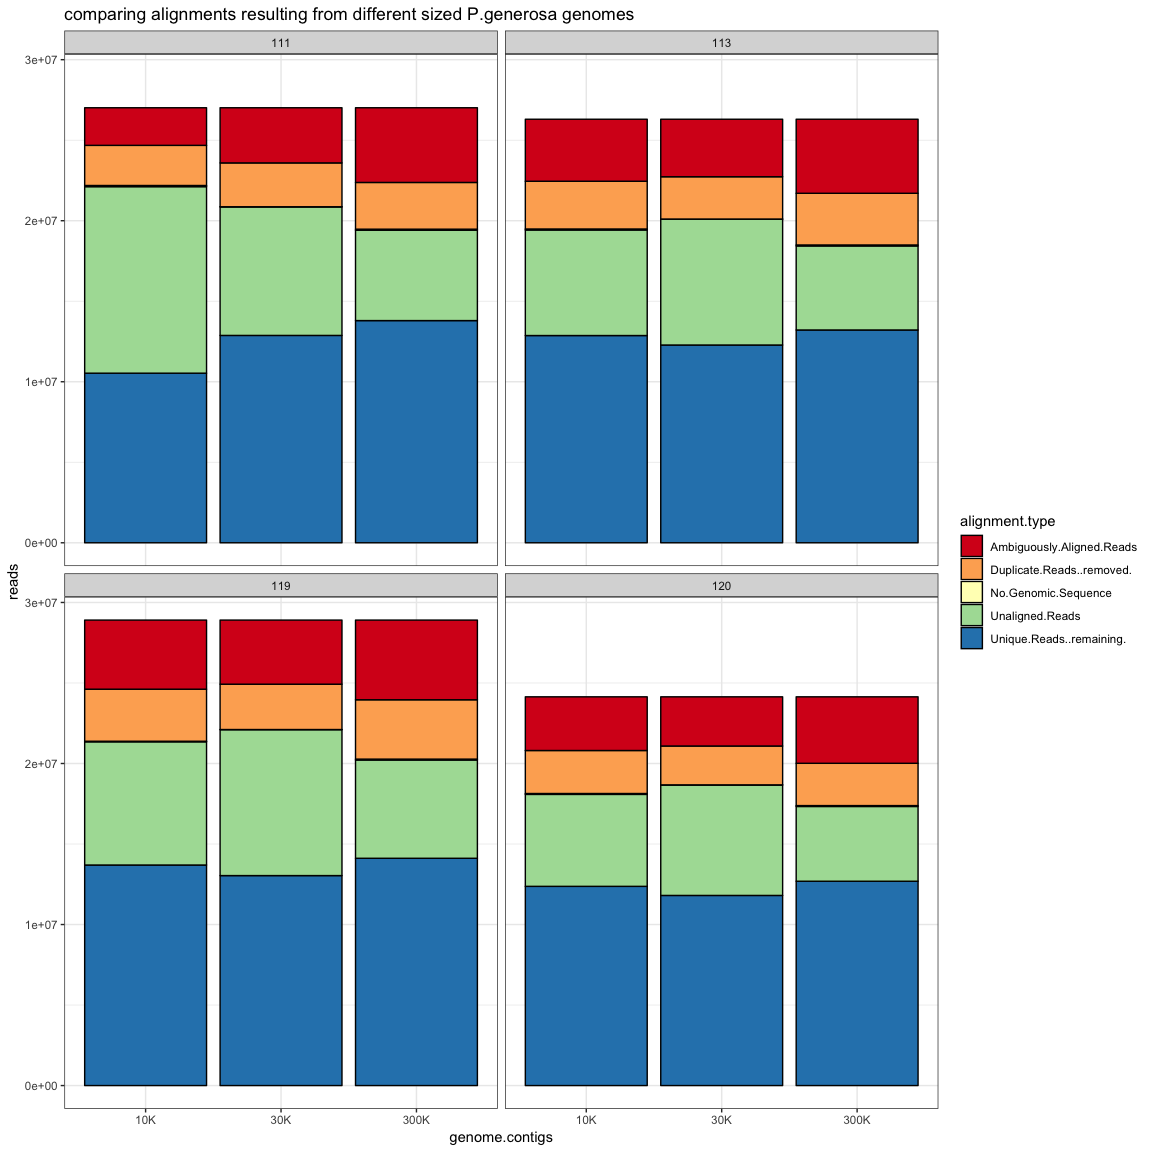 comparing alignments resulting from different sized P.generosa genomes
111
113
3e+07
2e+07
1e+07
0e+00
reads
119
120
3e+07
2e+07
1e+07
0e+00
10K
30K
300K
10K
30K
300K
genome.contigs
alignment.type
Ambiguously.Aligned.Reads
Duplicate.Reads..removed.
No.Genomic.Sequence
Unaligned.Reads
Unique.Reads..remaining.